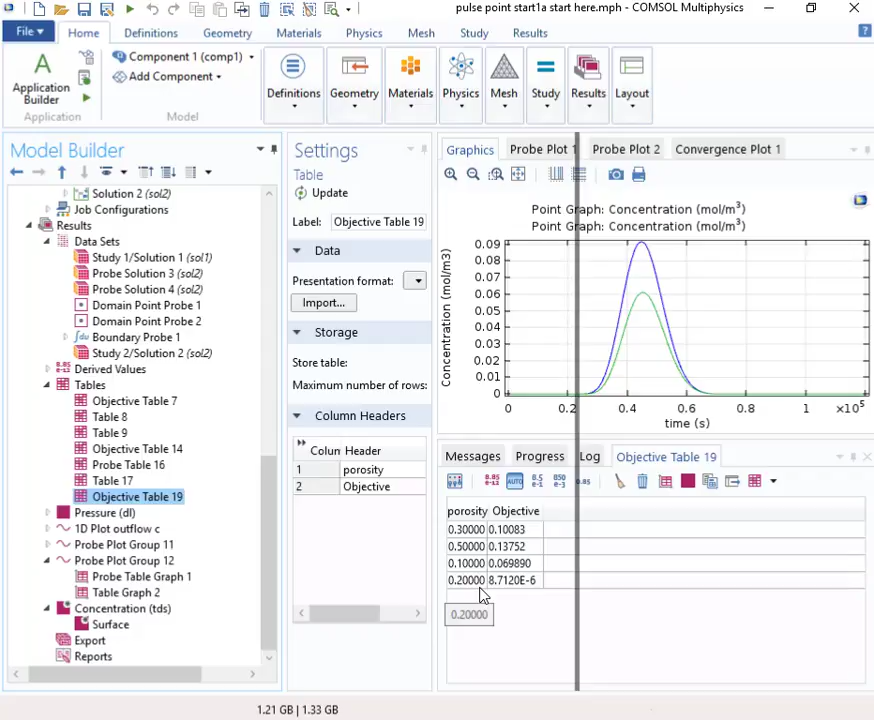 pulse point start1a start here.mph - COMSOL Multiphysics
File Home Definitions Geometry Materials Physics Mesh Study Results
Application Builder
Component 1 (comp1)
Add Component
Definitions Geometry Materials Physics Mesh Study Results Layout
Application Model
Model Builder
Solution 2 (sol2)
Job Configurations
Results
Data Sets
Study 1/Solution 1 (sol1)
Probe Solution 3 (sol2)
Probe Solution 4 (sol2)
Domain Point Probe 1
Domain Point Probe 2
Boundary Probe 1
Study 2/Solution 2 (sol2)
Derived Values
Tables
Objective Table 7
Table 8
Table 9
Objective Table 14
Probe Table 16
Table 17
Objective Table 19
Pressure (dl)
1D Plot outflow c
Probe Plot Group 11
Probe Plot Group 12
Probe Table Graph 1
Table Graph 2
Concentration (tds)
Surface
Export
Reports
Settings
Table
Update
Label: Objective Table 19
Data
Presentation format:
Import...
Storage
Store table:
Maximum number of rows:
Column Headers
Colun Header
1 porosity
2 Objective
Graphics Probe Plot 1 Probe Plot 2 Convergence Plot 1
Point Graph: Concentration (mol/m³)
Point Graph: Concentration (mol/m³)
Concentration (mol/m3)
0.09
0.08
0.07
0.06
0.05
0.04
0.03
0.02
0.01
0
0 0.2 0.4 0.6 0.8 1 ×10⁵
time (s)
Messages Progress Log Objective Table 19
8.85 e-12 AUTO 8.5 e-1 850 e-3 0.85
porosity Objective
0.30000 0.10083
0.50000 0.13752
0.10000 0.069890
0.20000 8.7120E-6
0.20000
1.21 GB | 1.33 GB